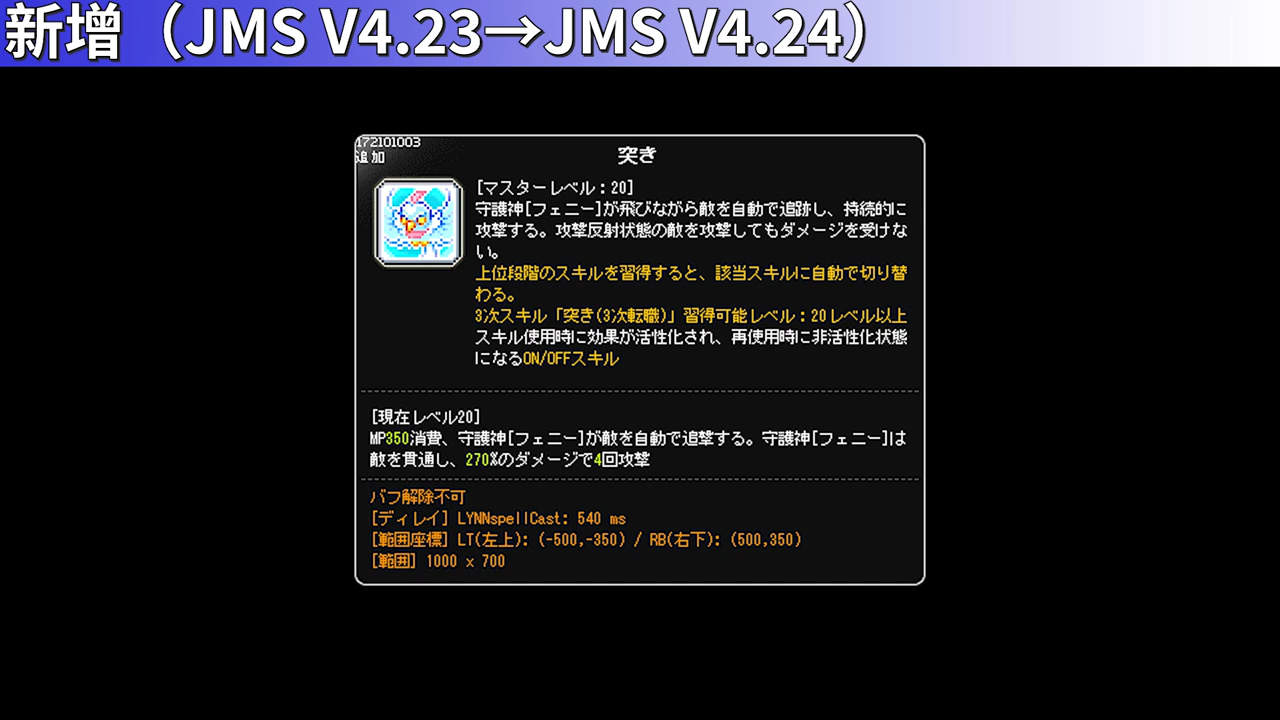 新增（JMS V4.23→JMS V4.24）
172101003
追加
突き
[マスターレベル：20]
守護神[フェニー]が飛びながら敵を自動で追跡し、持続的に
攻撃する。攻撃反射状態の敵を攻撃してもダメージを受けな
い。
上位段階のスキルを習得すると、該当スキルに自動で切り替
わる。
3次スキル「突き(3次転職)」習得可能レベル：20レベル以上
スキル使用時に効果が活性化され、再使用時に非活性化状態
になるON/OFFスキル
[現在レベル20]
MP350消費、守護神[フェニー]が敵を自動で追撃する。守護神[フェニー]は
敵を貫通し、270%のダメージで4回攻撃
バフ解除不可
[ディレイ] LYNNspellCast: 540 ms
[範囲座標] LT(左上): (-500,-350) / RB(右下): (500,350)
[範囲] 1000 x 700